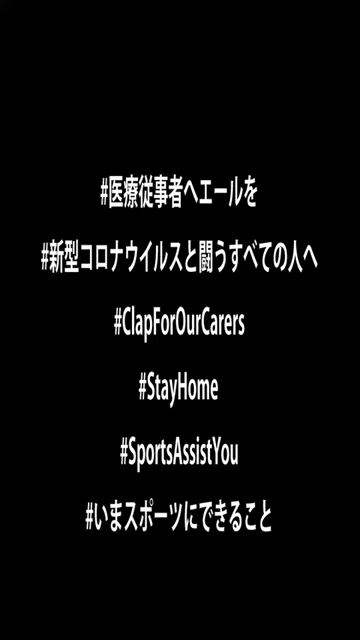 #医療従事者へエールを
#新型コロナウイルスと闘うすべての人へ
#ClapForOurCarers
#StayHome
#SportsAssistYou
#いまスポーツにできること